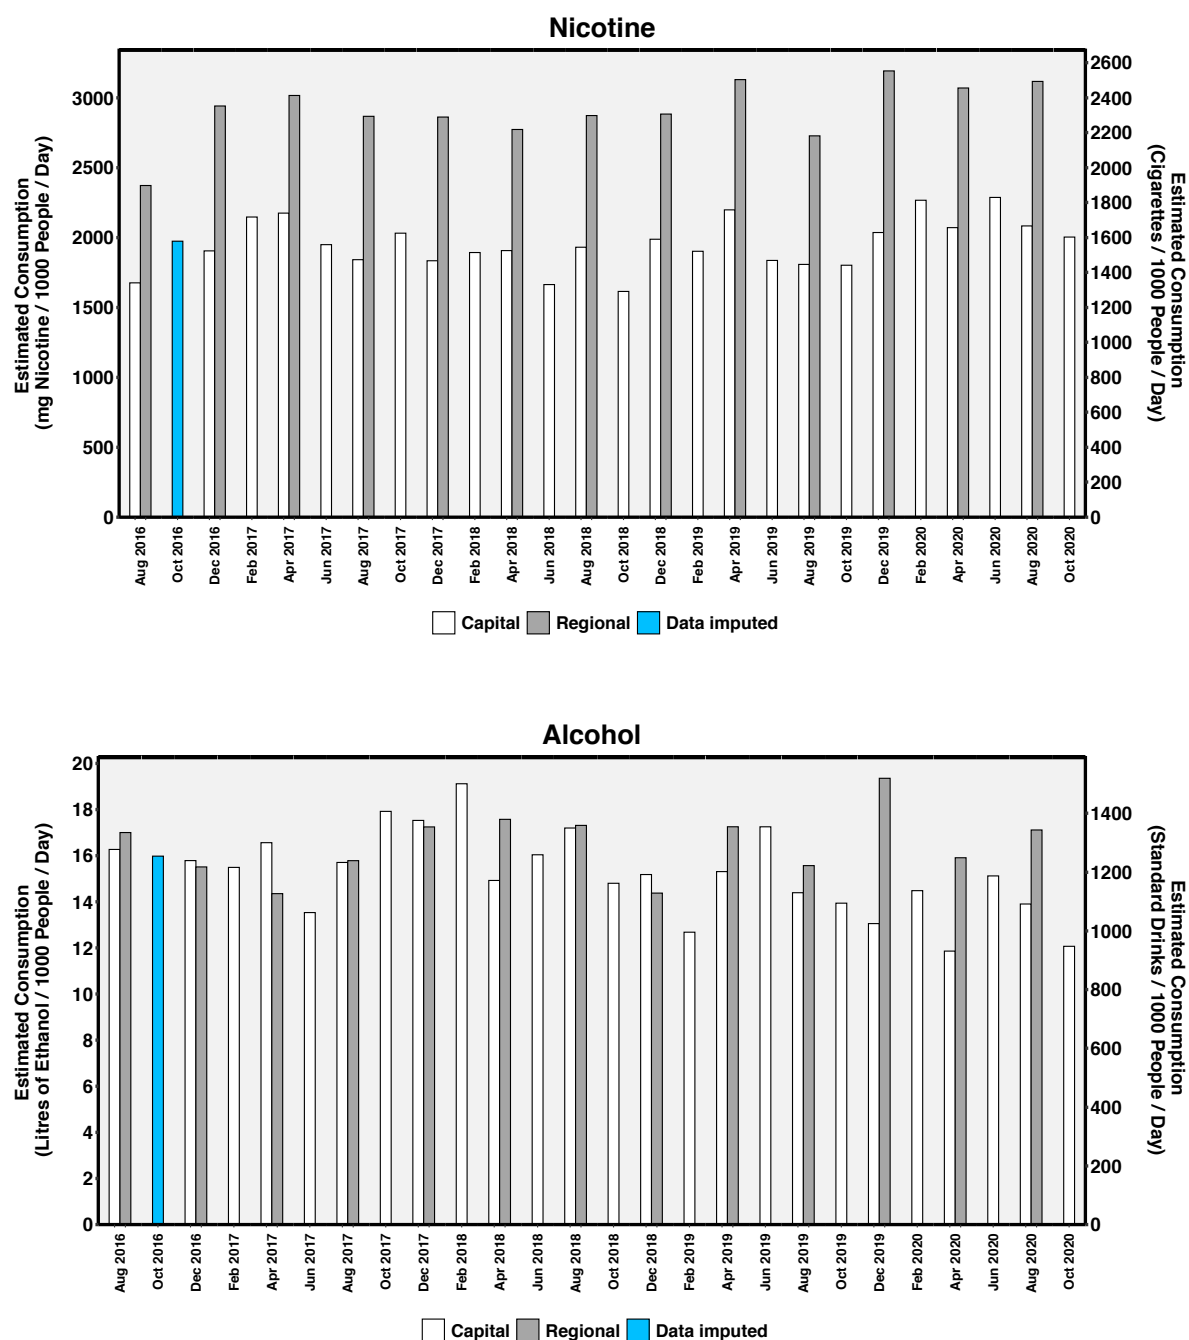 Nicotine
Estimated Consumption
(mg Nicotine / 1000 People / Day)
3000
2500
2000
1500
1000
500
0
2600
2400
2200
2000
1800
1600
1400
1200
1000
800
600
400
200
0
Estimated Consumption
(Cigarettes / 1000 People / Day)
Aug 2016
Oct 2016
Dec 2016
Feb 2017
Apr 2017
Jun 2017
Aug 2017
Oct 2017
Dec 2017
Feb 2018
Apr 2018
Jun 2018
Aug 2018
Oct 2018
Dec 2018
Feb 2019
Apr 2019
Jun 2019
Aug 2019
Oct 2019
Dec 2019
Feb 2020
Apr 2020
Jun 2020
Aug 2020
Oct 2020
Capital Regional Data imputed
Alcohol
Estimated Consumption
(Litres of Ethanol / 1000 People / Day)
20
18
16
14
12
10
8
6
4
2
0
1400
1200
1000
800
600
400
200
0
Estimated Consumption
(Standard Drinks / 1000 People / Day)
Aug 2016
Oct 2016
Dec 2016
Feb 2017
Apr 2017
Jun 2017
Aug 2017
Oct 2017
Dec 2017
Feb 2018
Apr 2018
Jun 2018
Aug 2018
Oct 2018
Dec 2018
Feb 2019
Apr 2019
Jun 2019
Aug 2019
Oct 2019
Dec 2019
Feb 2020
Apr 2020
Jun 2020
Aug 2020
Oct 2020
Capital Regional Data imputed